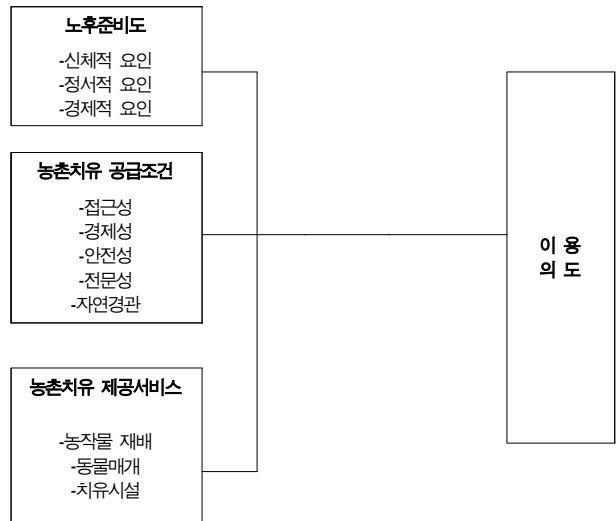 노후준비도
-신체적 요인
-정서적 요인
-경제적 요인
농촌치유 공급조건
-접근성
-경제성
-안전성
-전문성
-자연경관
농촌치유 제공서비스
-농작물 재배
-동물매개
-치유시설
이 용
의 도